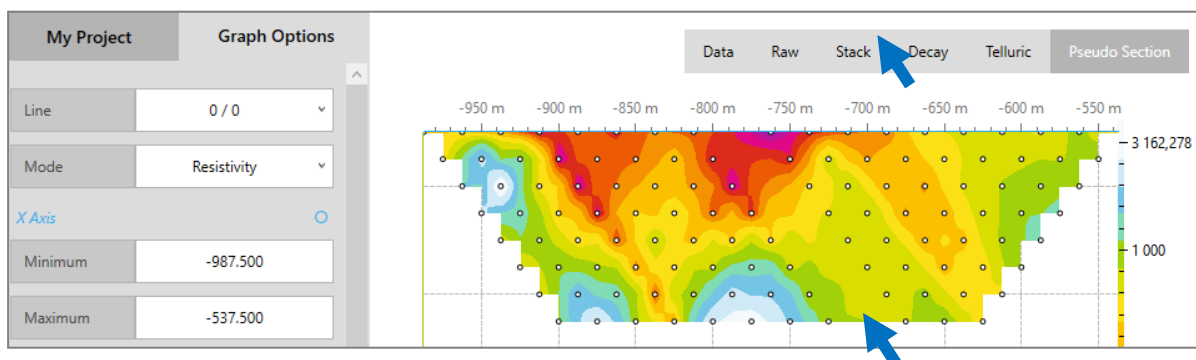 My Project Graph Options
Data Raw Stack Decay Telluric Pseudo Section
Line 0 / 0
-950 m -900 m -850 m -800 m -750 m -700 m -650 m -600 m -550 m
3 162,278
Mode Resistivity
X Axis
1 000
Minimum -987.500
Maximum -537.500